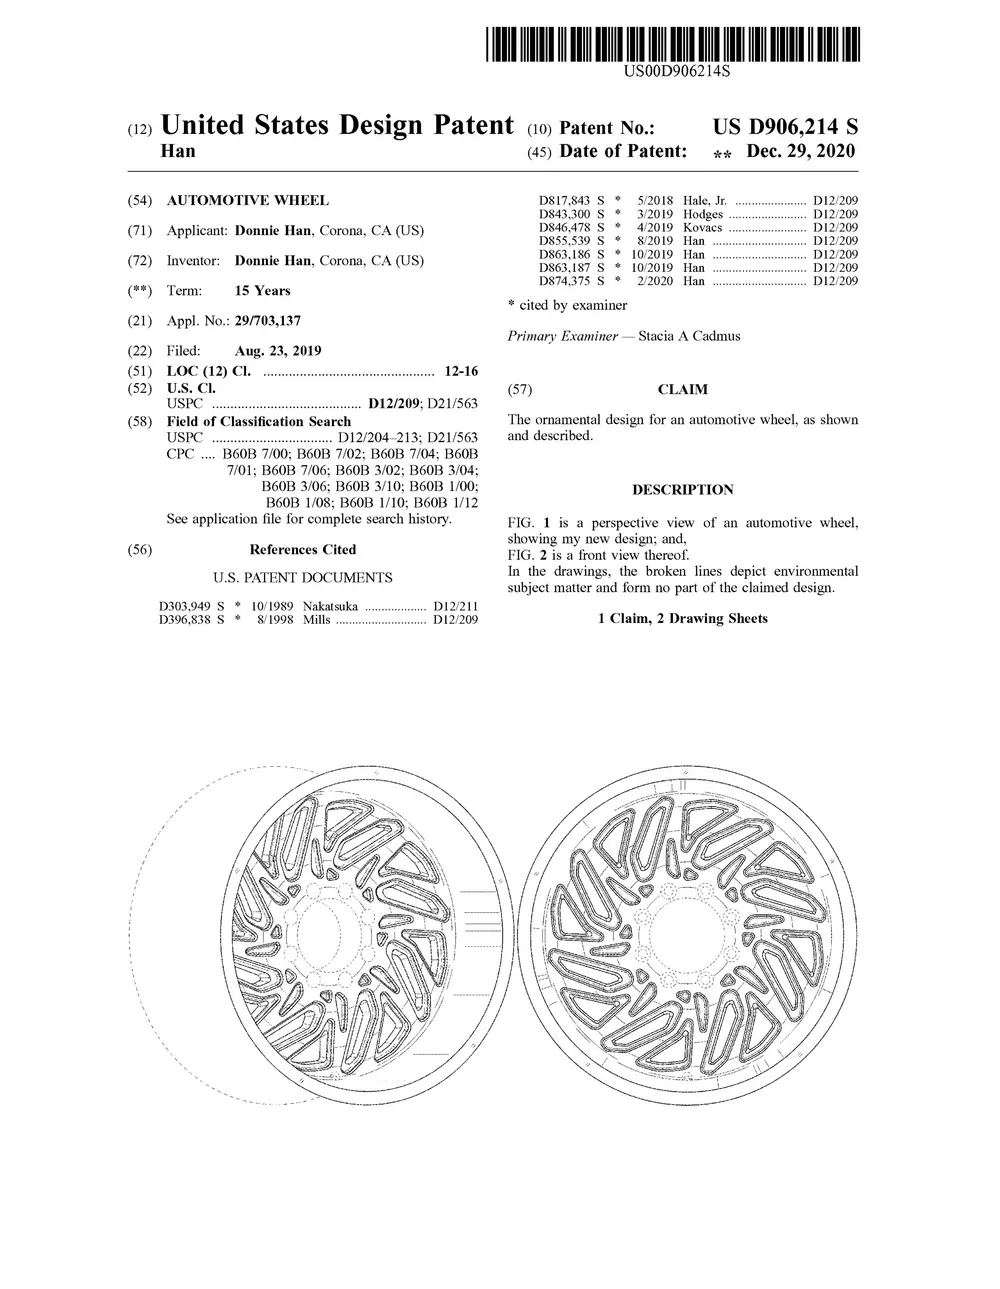 US00D906214S
(12) United States Design Patent
Han
(10) Patent No.: US D906,214 S
(45) Date of Patent: ** Dec. 29, 2020
(54) AUTOMOTIVE WHEEL
(71) Applicant: Donnie Han, Corona, CA (US)
(72) Inventor: Donnie Han, Corona, CA (US)
(**) Term: 15 Years
(21) Appl. No.: 29/703,137
(22) Filed: Aug. 23, 2019
(51) LOC (12) Cl. ............................................... 12-16
(52) U.S. Cl.
USPC ......................................... D12/209; D21/563
(58) Field of Classification Search
USPC ................................. D12/204–213; D21/563
CPC .... B60B 7/00; B60B 7/02; B60B 7/04; B60B
7/01; B60B 7/06; B60B 3/02; B60B 3/04;
B60B 3/06; B60B 3/10; B60B 1/00;
B60B 1/08; B60B 1/10; B60B 1/12
See application file for complete search history.
(56) References Cited
U.S. PATENT DOCUMENTS
D303,949 S * 10/1989 Nakatsuka ................... D12/211
D396,838 S * 8/1998 Mills ............................ D12/209
D817,843 S * 5/2018 Hale, Jr. ...................... D12/209
D843,300 S * 3/2019 Hodges ........................ D12/209
D846,478 S * 4/2019 Kovacs ........................ D12/209
D855,539 S * 8/2019 Han ............................. D12/209
D863,186 S * 10/2019 Han ............................. D12/209
D863,187 S * 10/2019 Han ............................. D12/209
D874,375 S * 2/2020 Han ............................. D12/209
* cited by examiner
Primary Examiner — Stacia A Cadmus
(57) CLAIM
The ornamental design for an automotive wheel, as shown
and described.
DESCRIPTION
FIG. 1 is a perspective view of an automotive wheel,
showing my new design; and,
FIG. 2 is a front view thereof.
In the drawings, the broken lines depict environmental
subject matter and form no part of the claimed design.
1 Claim, 2 Drawing Sheets